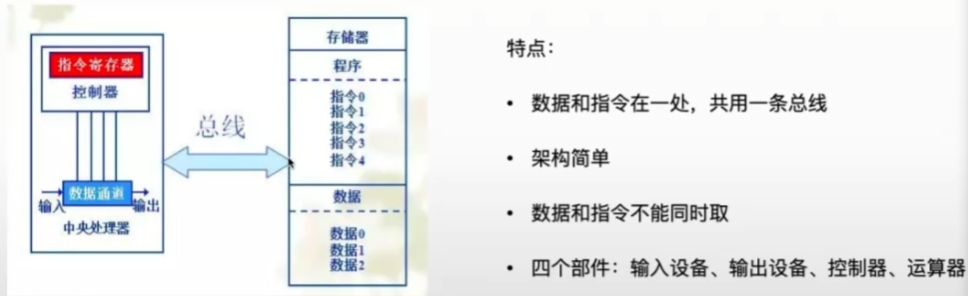 指令寄存器
控制器
数据通道
输入
输出
中央处理器
总线
存储器
程序
指令0
指令1
指令2
指令3
指令4
数据
数据0
数据1
数据2
特点：
• 数据和指令在一处，共用一条总线
• 架构简单
• 数据和指令不能同时取
• 四个部件：输入设备、输出设备、控制器、运算器